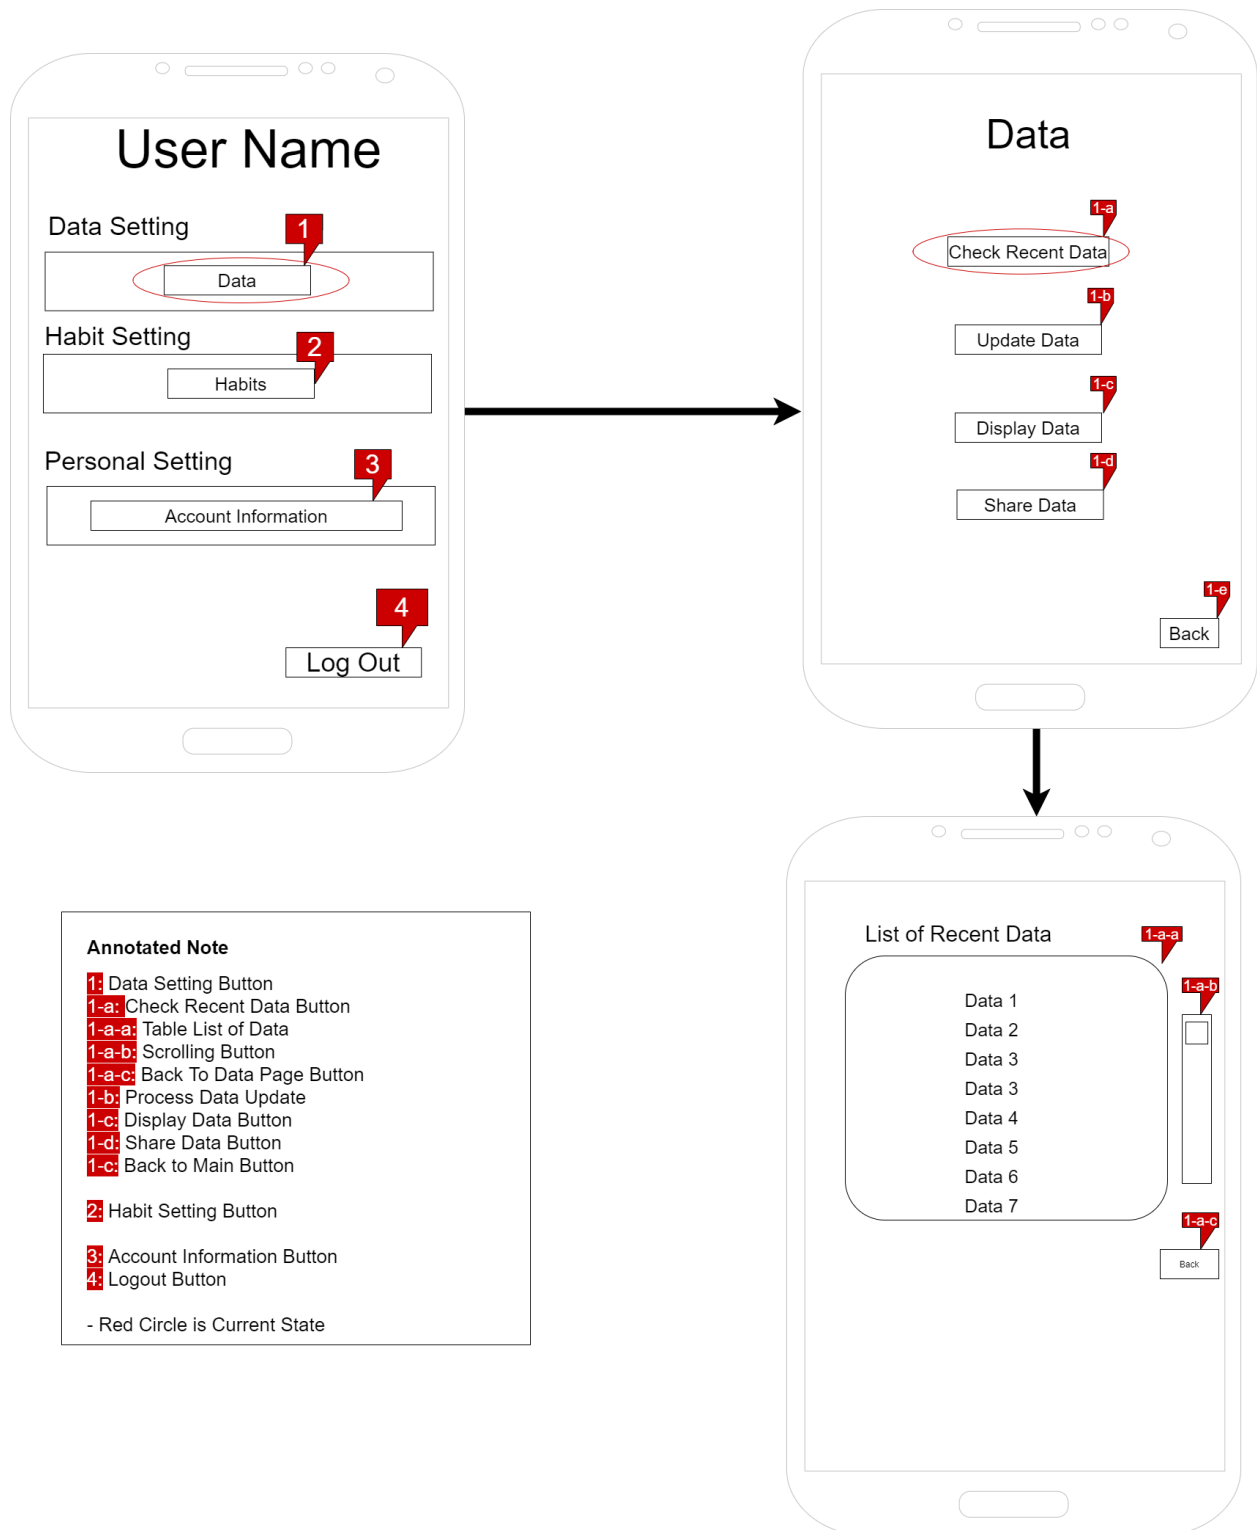 User Name
Data Setting
1
Data
Habit Setting
2
Habits
Personal Setting
3
Account Information
4
Log Out
Data
1-a
Check Recent Data
1-b
Update Data
1-c
Display Data
1-d
Share Data
1-e
Back
List of Recent Data
1-a-a
1-a-b
Data 1
Data 2
Data 3
Data 3
Data 4
Data 5
Data 6
Data 7
1-a-c
Back
Annotated Note
1: Data Setting Button
1-a: Check Recent Data Button
1-a-a: Table List of Data
1-a-b: Scrolling Button
1-a-c: Back To Data Page Button
1-b: Process Data Update
1-c: Display Data Button
1-d: Share Data Button
1-c: Back to Main Button
2: Habit Setting Button
3: Account Information Button
4: Logout Button
- Red Circle is Current State